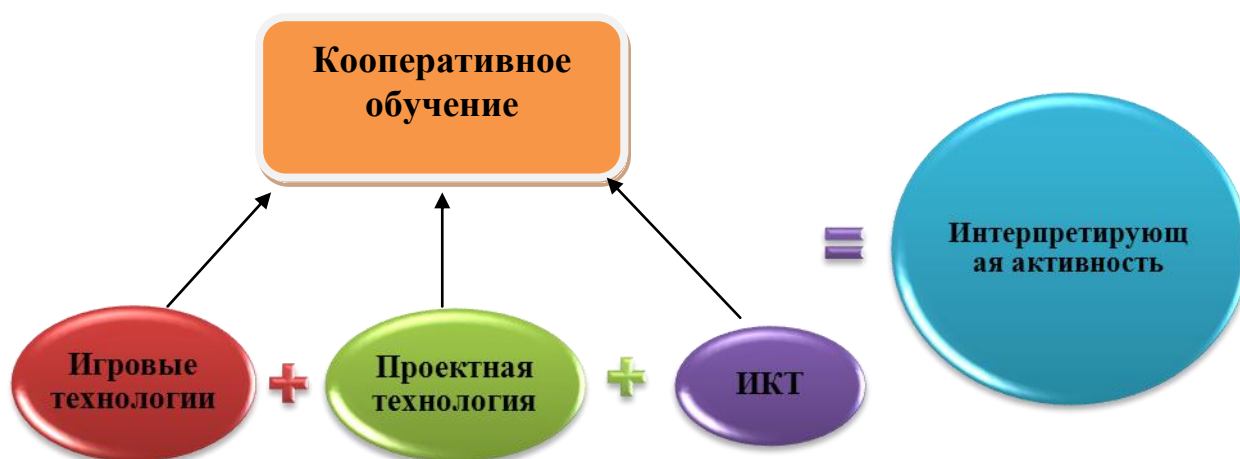 Кооперативное
обучение
Интерпретирующ
ая активность
Игровые
технологии
+
Проектная
технология
+
ИКТ
=